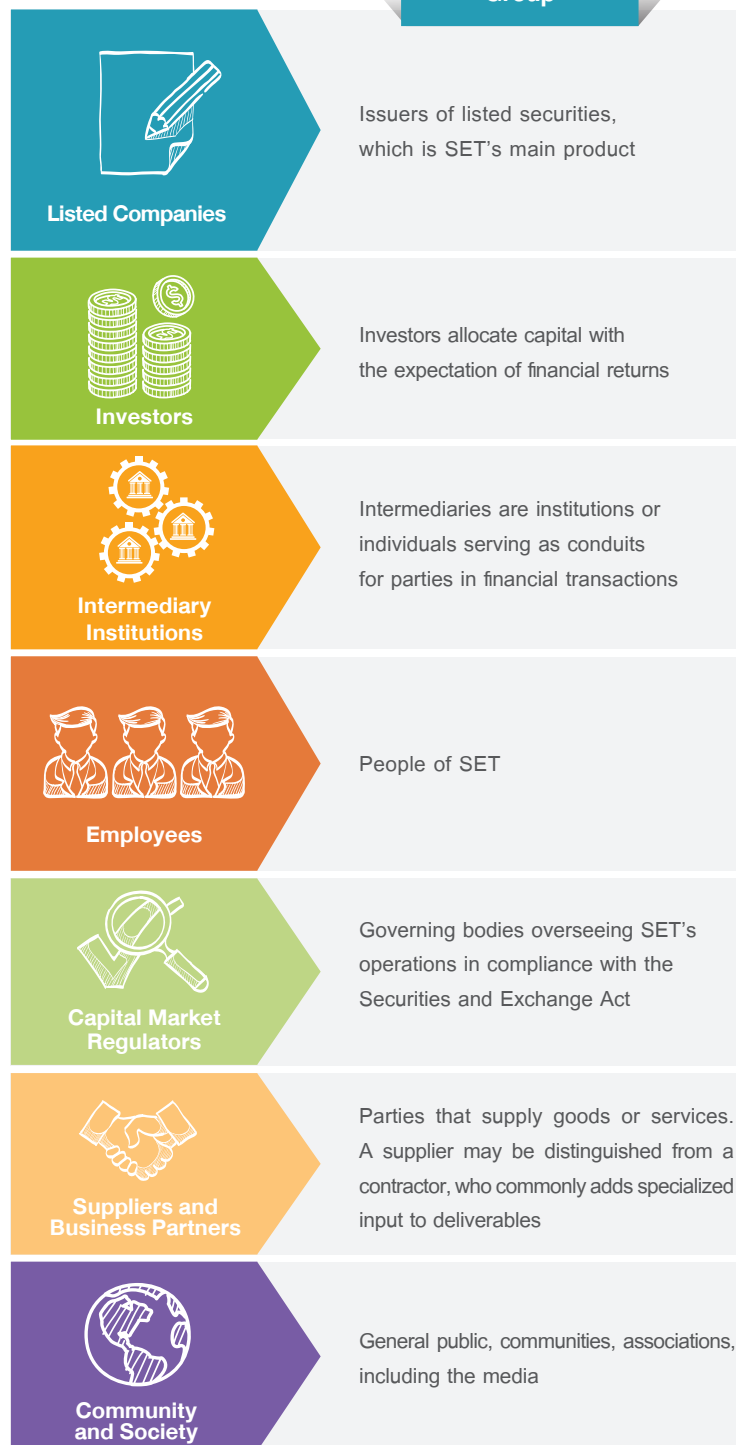 Group
Listed Companies
Issuers of listed securities,
which is SET’s main product
Investors
Investors allocate capital with
the expectation of financial returns
Intermediary
Institutions
Intermediaries are institutions or
individuals serving as conduits
for parties in financial transactions
Employees
People of SET
Capital Market
Regulators
Governing bodies overseeing SET’s
operations in compliance with the
Securities and Exchange Act
Suppliers and
Business Partners
Parties that supply goods or services.
A supplier may be distinguished from a
contractor, who commonly adds specialized
input to deliverables
Community
and Society
General public, communities, associations,
including the media